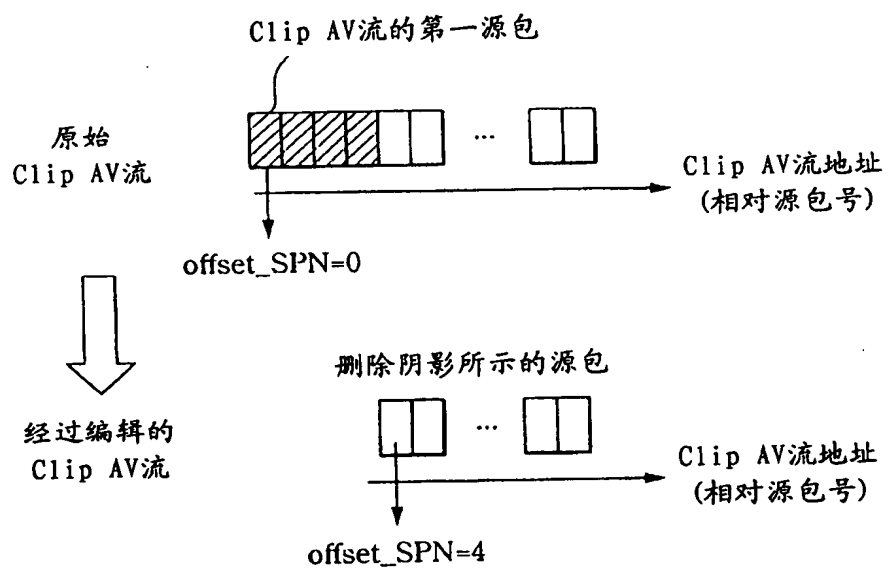 Clip AV流的第一源包
原始
Clip AV流
...
Clip AV流地址
(相对源包号)
offset_SPN=0
删除阴影所示的源包
经过编辑的
Clip AV流
...
Clip AV流地址
(相对源包号)
offset_SPN=4